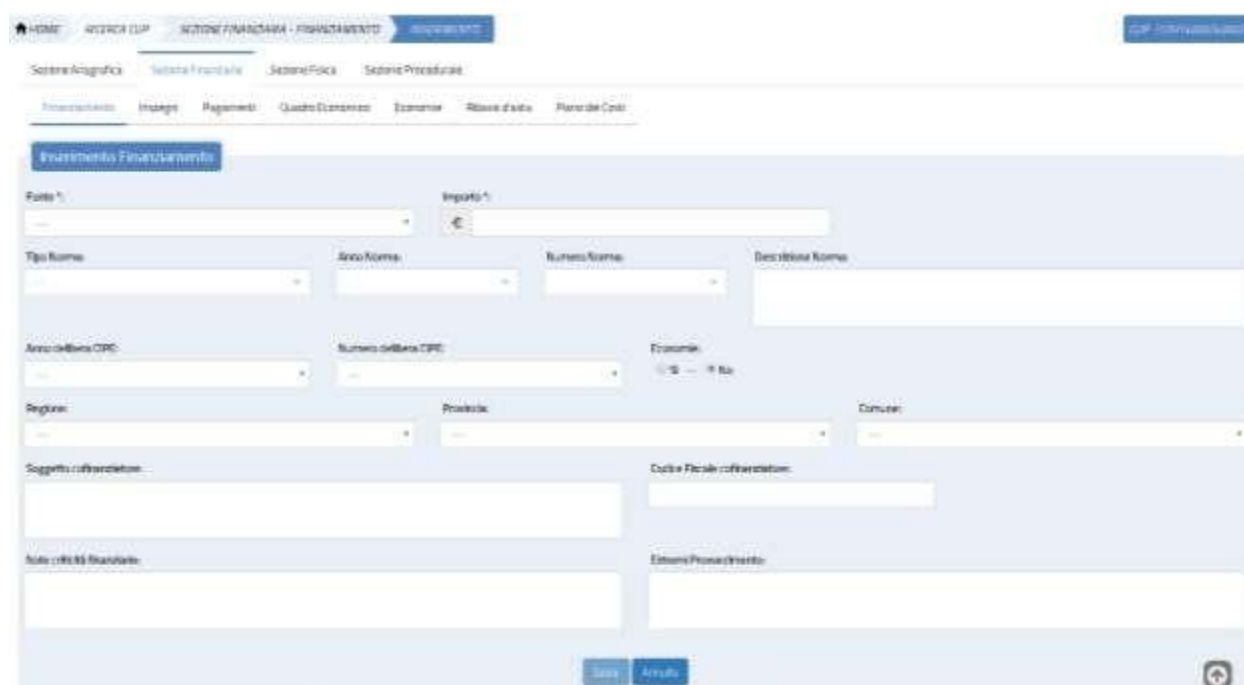 HOME RICERCA CUP SEZIONE FINANZIARIA - FINANZIAMENTO INSERIMENTO CUP
Sezione Anagrafica Sezione Finanziaria Sezione Fisica Sezione Procedurale
Finanziamento Impegni Pagamenti Quadro Economico Economie Ribassi d'asta Piano dei Costi
Inserimento Finanziamento
Fonte *: Importo *:
--- €
Tipo Norma: Anno Norma: Numero Norma: Descrizione Norma:
---
Anno delibera CIPE: Numero delibera CIPE: Economie:
--- --- Si --- No
Regione: Provincia: Comune:
--- --- ---
Soggetto cofinanziatore: Codice Fiscale cofinanziatore:
Note criticità finanziarie: Estremi Provvedimento:
Salva Annulla